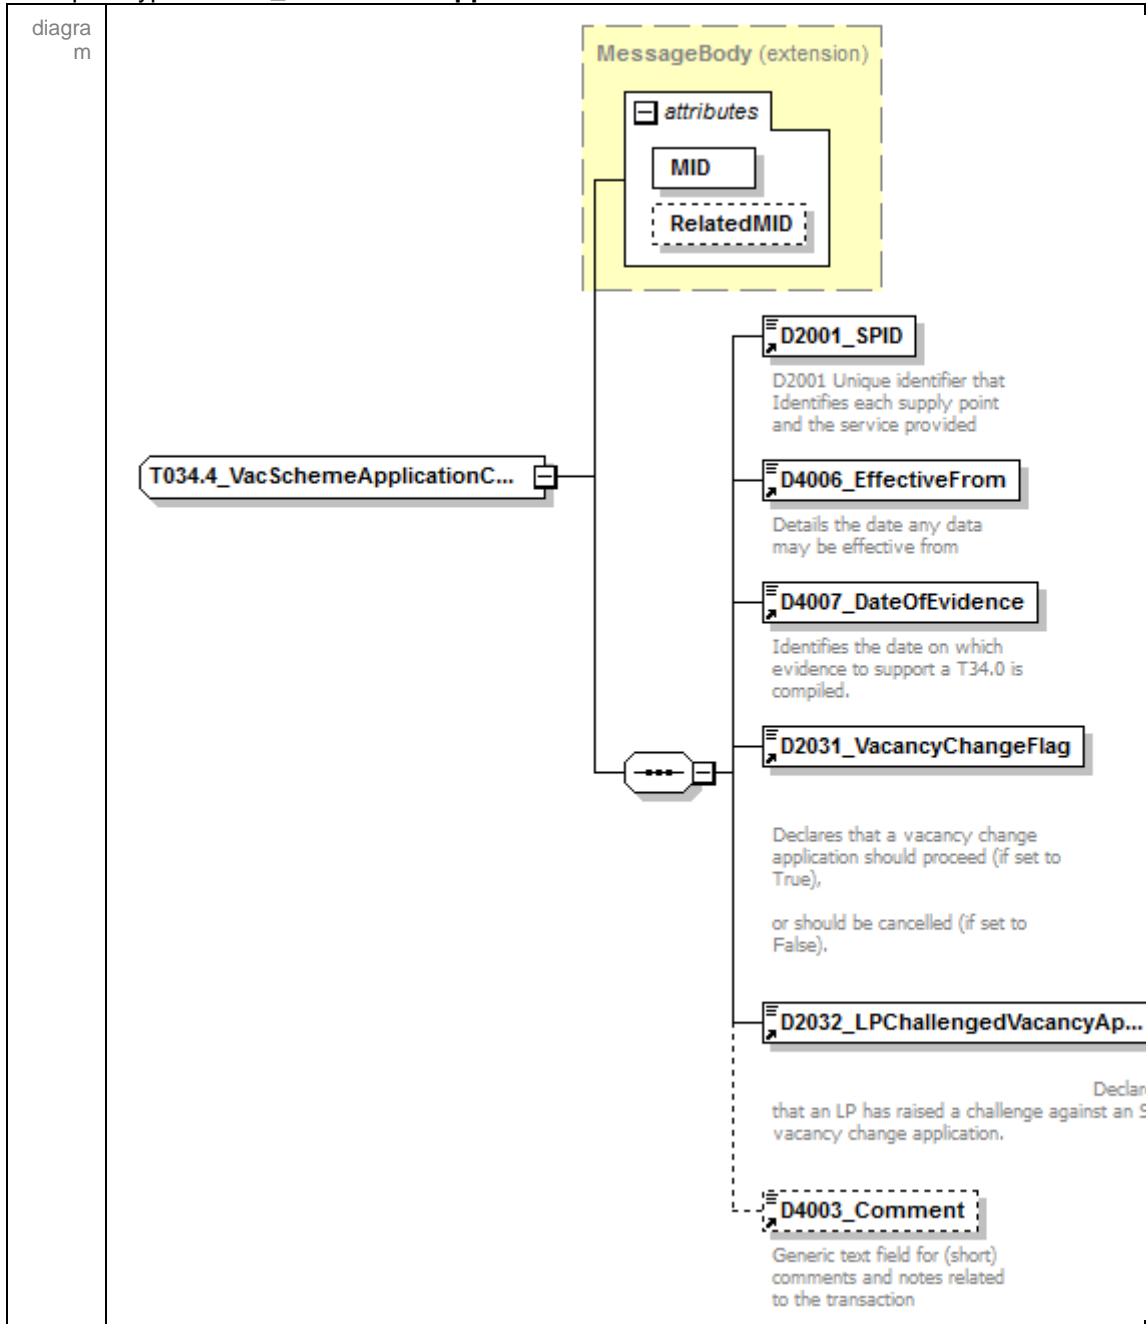 diagra
m
MessageBody (extension)
attributes
MID
RelatedMID
D2001_SPID
D2001 Unique identifier that
Identifies each supply point
and the service provided
T034.4_VacSchemeApplicationC...
D4006_EffectiveFrom
Details the date any data
may be effective from
D4007_DateOfEvidence
Identifies the date on which
evidence to support a T34.0 is
compiled.
D2031_VacancyChangeFlag
Declares that a vacancy change
application should proceed (if set to
True),
or should be cancelled (if set to
False).
D2032_LPChallengedVacancyAp...
Declare
that an LP has raised a challenge against an S
vacancy change application.
D4003_Comment
Generic text field for (short)
comments and notes related
to the transaction